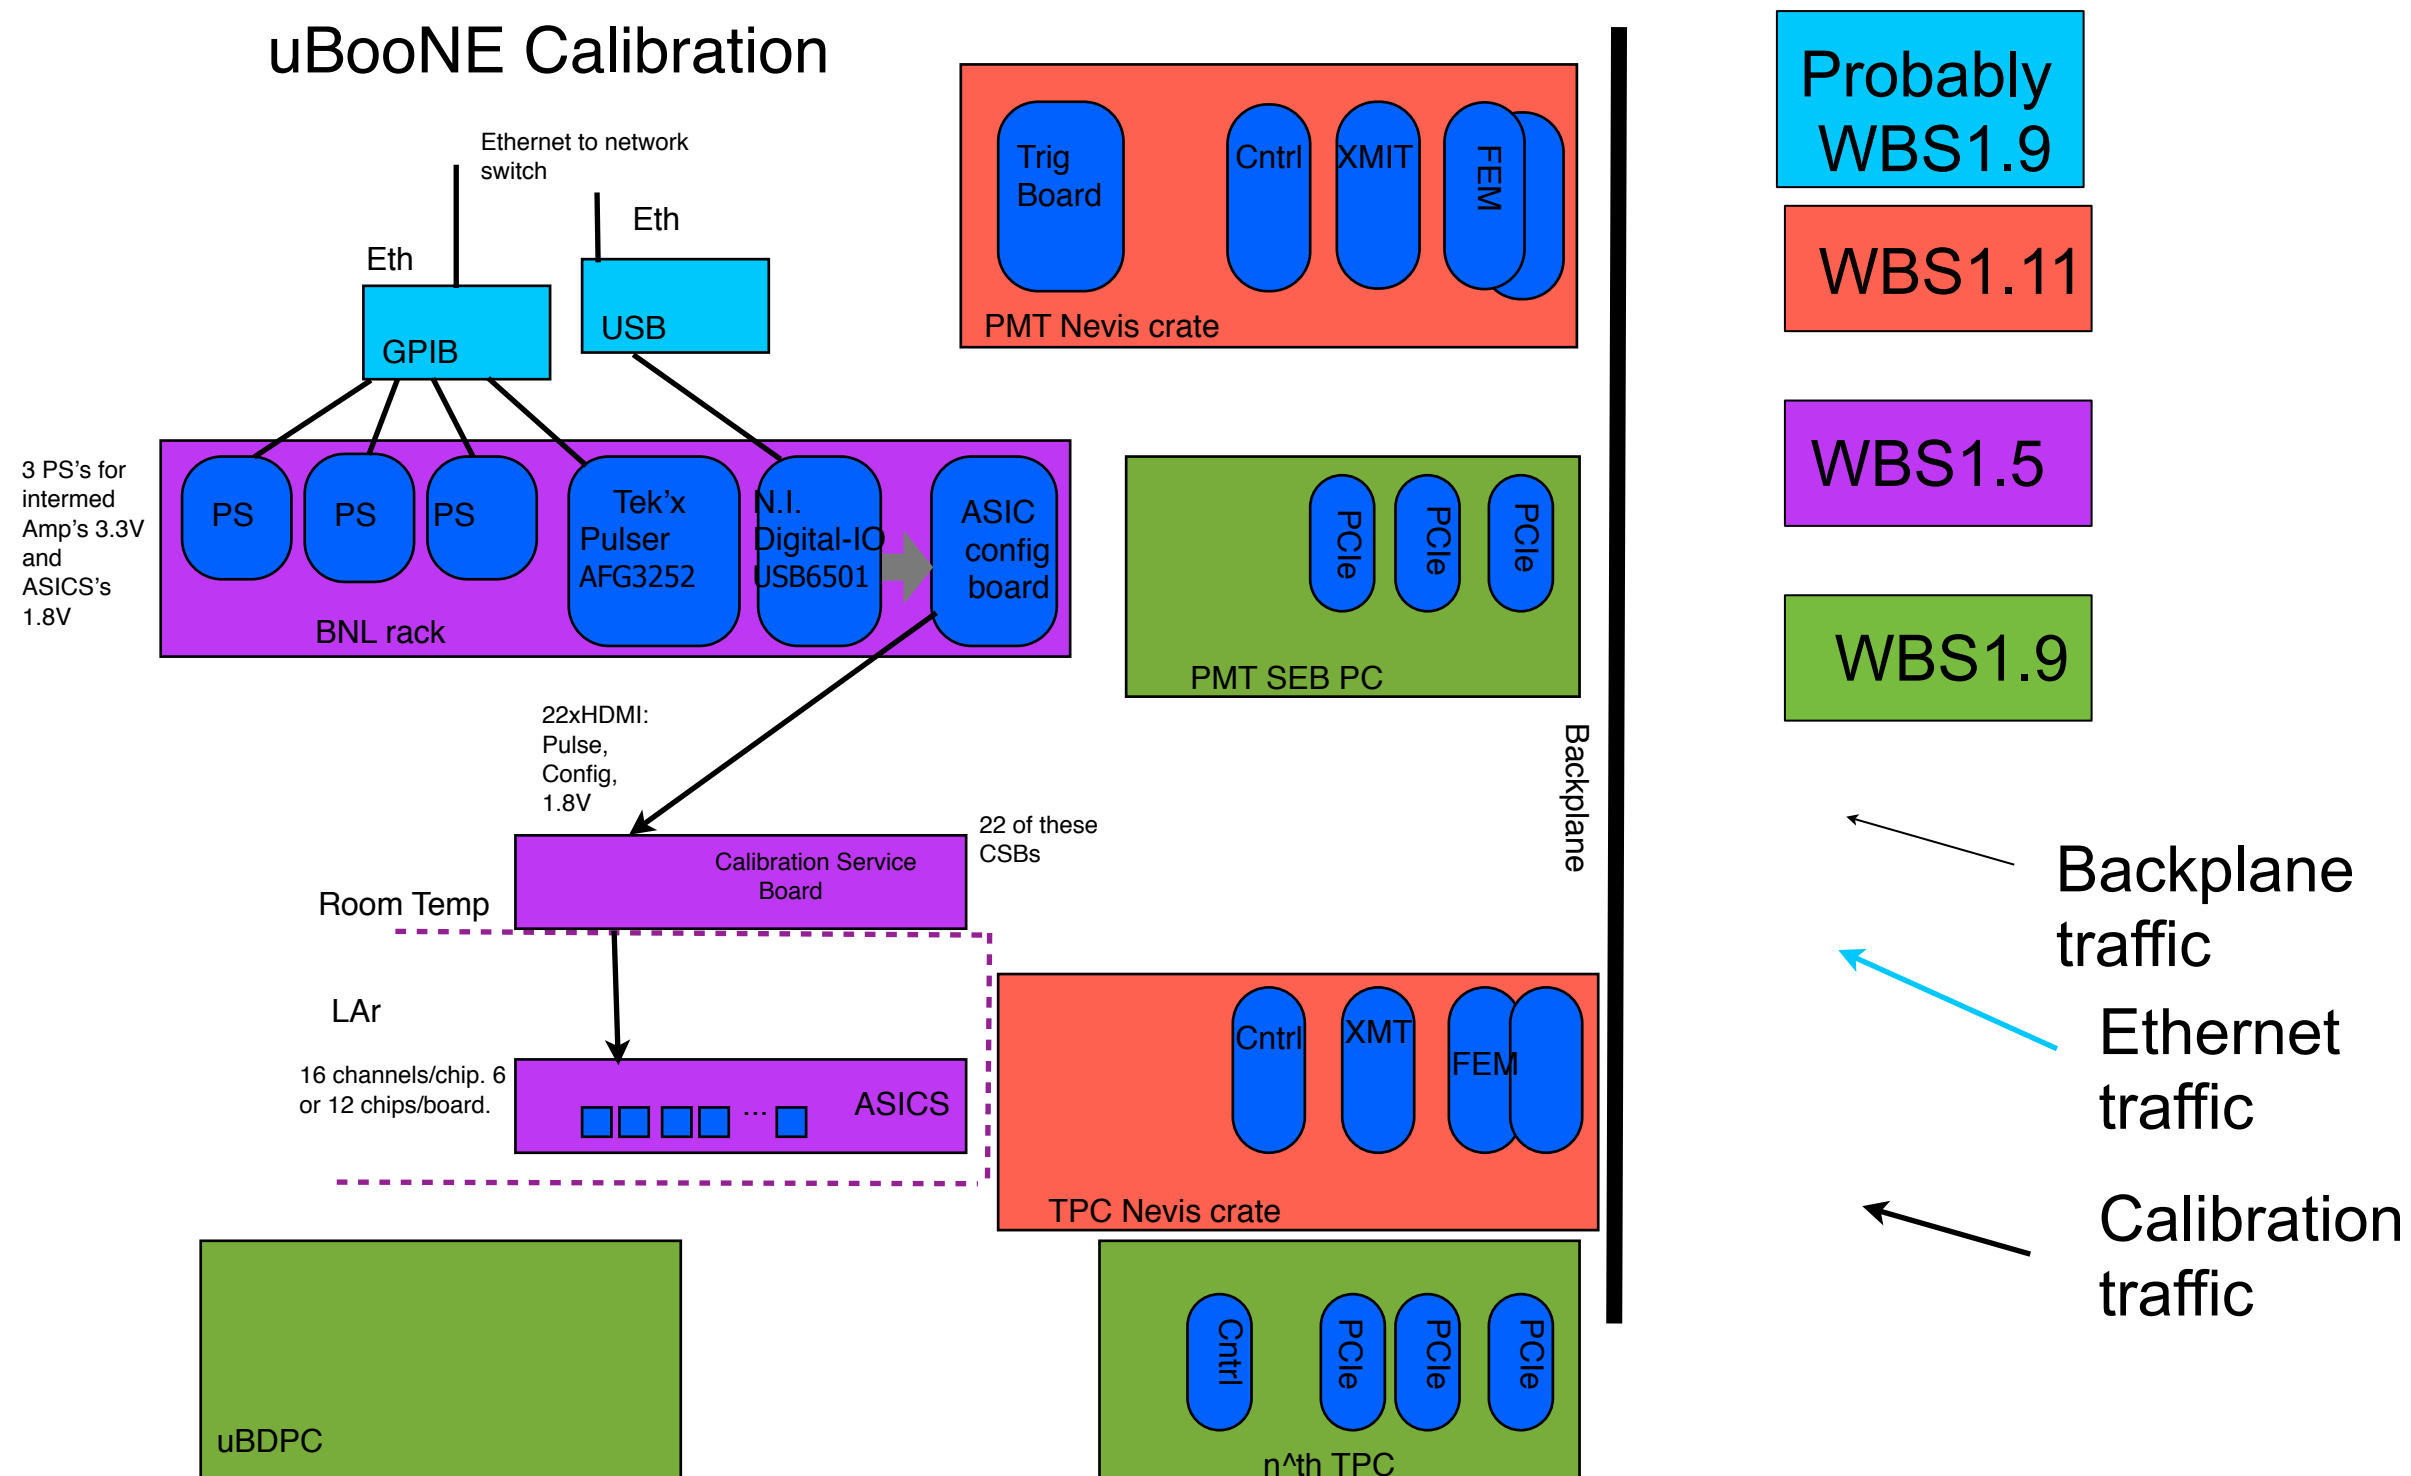 uBooNE Calibration
Ethernet to network
switch
Eth
Eth
GPIB
USB
3 PS's for
intermed
Amp's 3.3V
and
ASICS's
1.8V
PS
PS
PS
Tek'x
Pulser
AFG3252
N.I.
Digital-IO
USB6501
ASIC
config
board
BNL rack
22xHDMI:
Pulse,
Config,
1.8V
Calibration Service
Board
22 of these
CSBs
Room Temp
LAr
16 channels/chip. 6
or 12 chips/board.
...
ASICS
uBDPC
Trig
Board
Cntrl
XMIT
FEM
PMT Nevis crate
PCIe
PCIe
PCIe
PMT SEB PC
Backplane
Cntrl
XMT
FEM
TPC Nevis crate
Cntrl
PCIe
PCIe
PCIe
n^th TPC
Probably
WBS1.9
WBS1.11
WBS1.5
WBS1.9
Backplane
traffic
Ethernet
traffic
Calibration
traffic